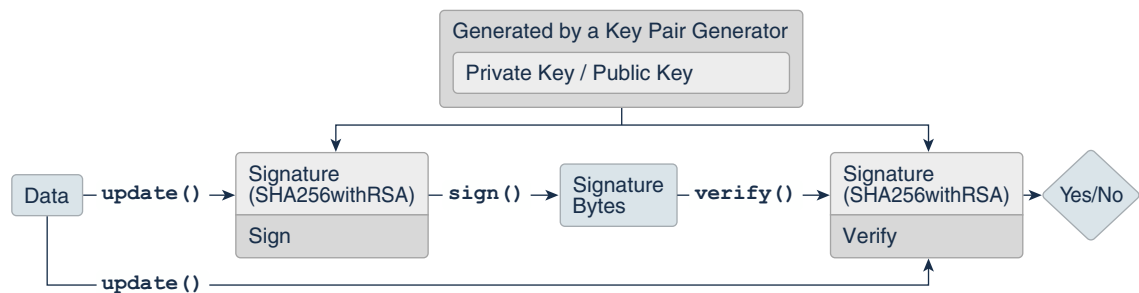 Generated by a Key Pair Generator
Private Key / Public Key
Data
update()
Signature
(SHA256withRSA)
Sign
sign()
Signature
Bytes
verify()
Signature
(SHA256withRSA)
Verify
Yes/No
update()